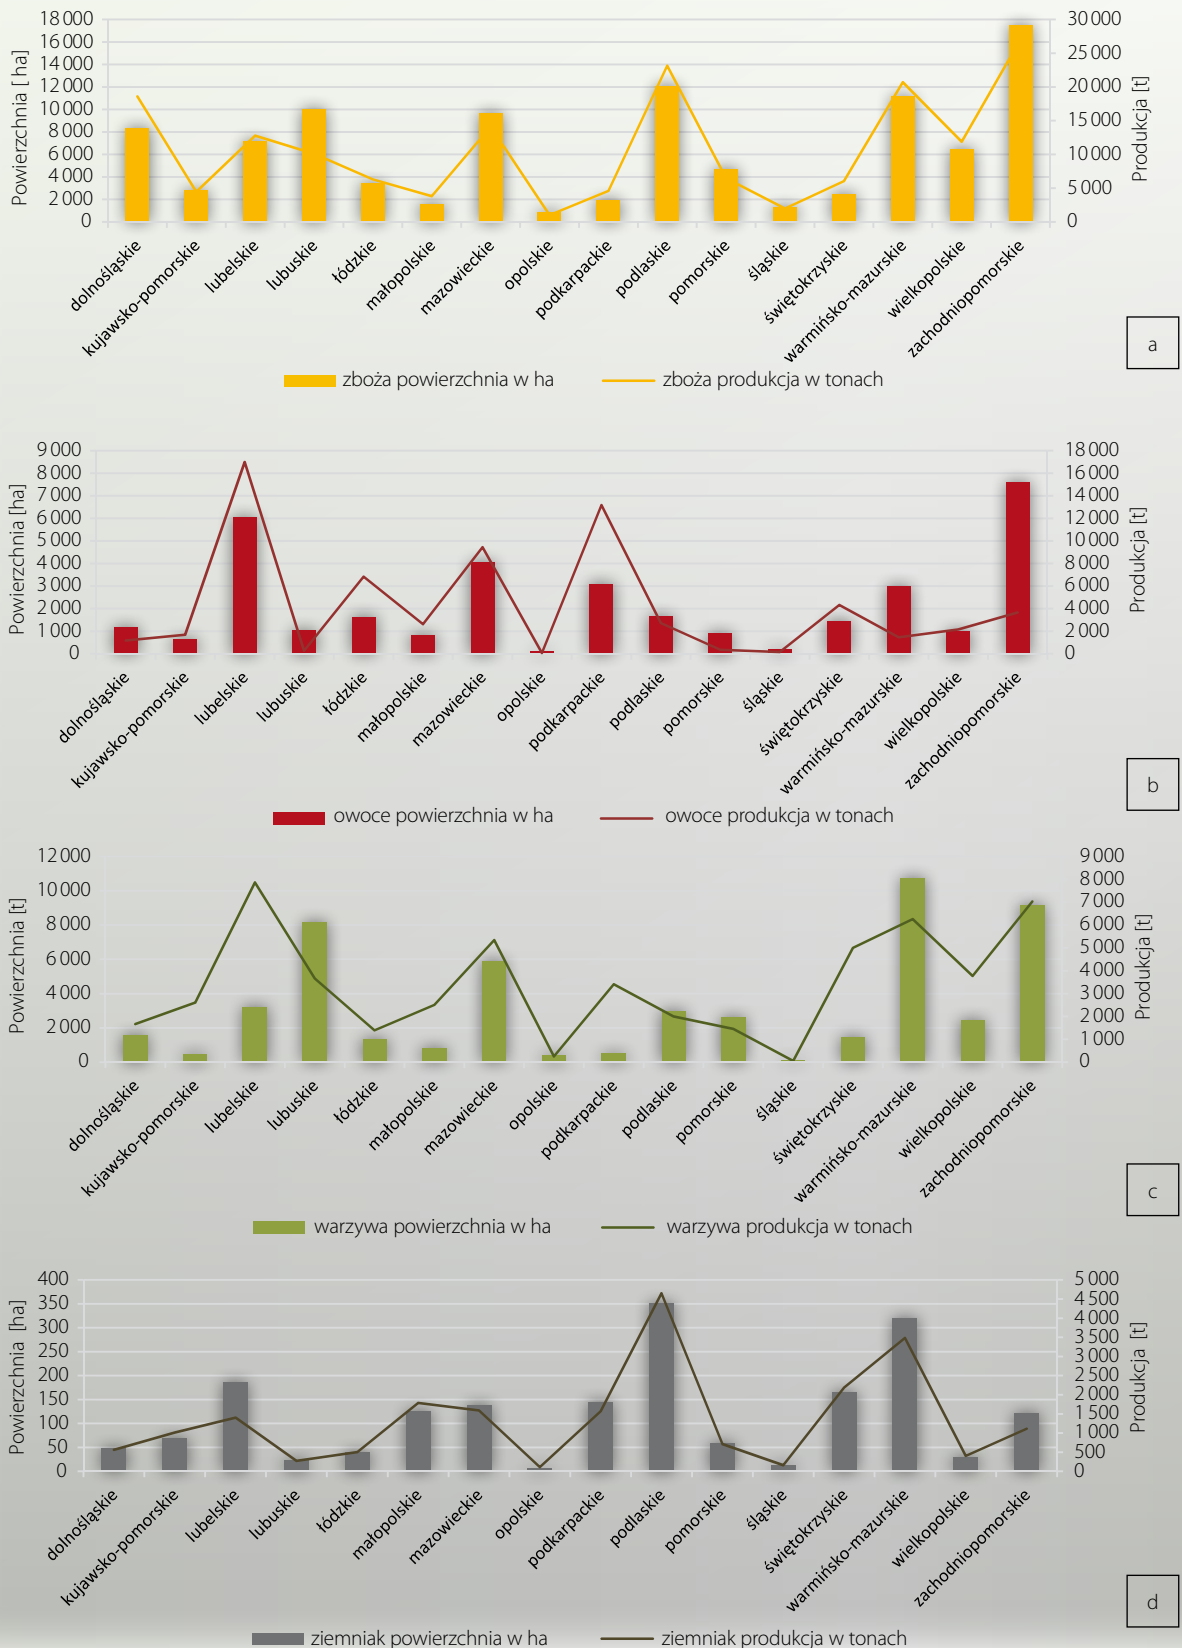 18 000
16 000
14 000
12 000
10 000
8 000
6 000
4 000
2 000
0
Powierzchnia [ ha]
30 000
25 000
20 000
15 000
10 000
5 000
0
Produkcja [t]
dolnośląskie
kujawsko-pomorskie
lubelskie
lubuskie
łódzkie
małopolskie
mazowieckie
opolskie
podkarpackie
podlaskie
pomorskie
śląskie
świętokrzyskie
warmińsko-mazurskie
wielkopolskie
zachodniopomorskie
a
zboża powierzchnia w ha
zboża produkcja w tonach
9 000
8 000
7 000
6 000
5 000
4 000
3 000
2 000
1 000
0
Powierzchnia [ha]
18 000
16 000
14 000
12 000
10 000
8 000
6 000
4 000
2 000
0
Produkcja [t]
dolnośląskie
kujawsko-pomorskie
lubelskie
lubuskie
łódzkie
małopolskie
mazowieckie
opolskie
podkarpackie
podlaskie
pomorskie
śląskie
świętokrzyskie
warmińsko-mazurskie
wielkopolskie
zachodniopomorskie
b
owoce powierzchnia w ha
owoce produkcja w tonach
12 000
10 000
8 000
6 000
4 000
2 000
0
Powierzchnia [t]
9 000
8 000
7 000
6 000
5 000
4 000
3 000
2 000
1 000
0
Produkcja [t]
dolnośląskie
kujawsko-pomorskie
lubelskie
lubuskie
łódzkie
małopolskie
mazowieckie
opolskie
podkarpackie
podlaskie
pomorskie
śląskie
świętokrzyskie
warmińsko-mazurskie
wielkopolskie
zachodniopomorskie
c
warzywa powierzchnia w ha
warzywa produkcja w tonach
400
350
300
250
200
150
100
50
0
Powierzchnia [ha]
5 000
4 500
4 000
3 500
3 000
2 500
2 000
1 500
1 000
500
0
Produkcja [t]
dolnośląskie
kujawsko-pomorskie
lubelskie
lubuskie
łódzkie
małopolskie
mazowieckie
opolskie
podkarpackie
podlaskie
pomorskie
śląskie
świętokrzyskie
warmińsko-mazurskie
wielkopolskie
zachodniopomorskie
d
ziemniak powierzchnia w ha
ziemniak produkcja w tonach